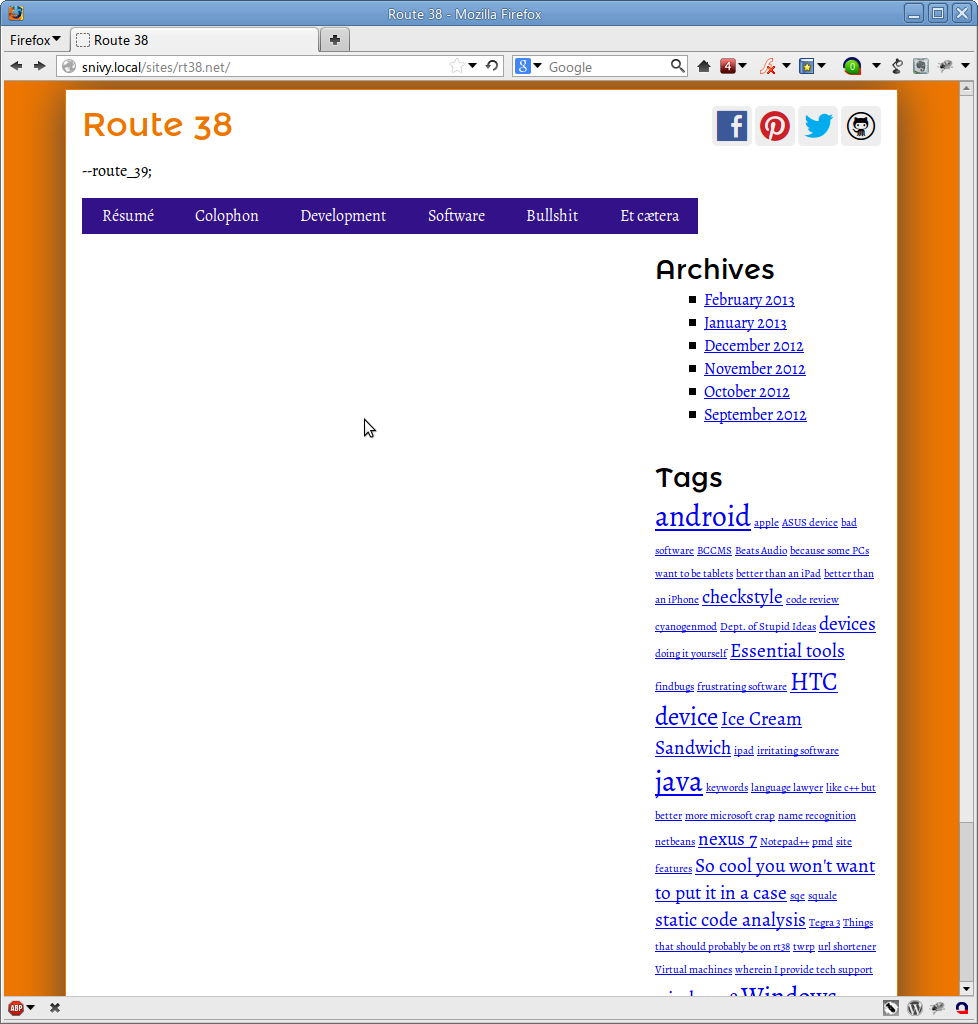 Route 38 - Mozilla Firefox
Firefox Route 38
snivy.local/sites/rt38.net/ 8 Google 4 0
Route 38
--route_39;
Résumé Colophon Development Software Bullshit Et cætera
Archives
February 2013
January 2013
December 2012
November 2012
October 2012
September 2012
Tags
android apple ASUS device bad
software BCCMS Beats Audio because some PCs
want to be tablets better than an iPad better than
an iPhone checkstyle code review
cyanogenmod Dept. of Stupid Ideas devices
doing it yourself Essential tools
findbugs frustrating software HTC
device Ice Cream
Sandwich ipad irritating software
java keywords language lawyer like c++ but
better more microsoft crap name recognition
netbeans nexus 7 Notepad++ pmd site
features So cool you won't want
to put it in a case sqe squale
static code analysis Tegra 3 Things
that should probably be on rt38 twrp url shortener
Virtual machines wherein I provide tech support
Windows
ABP